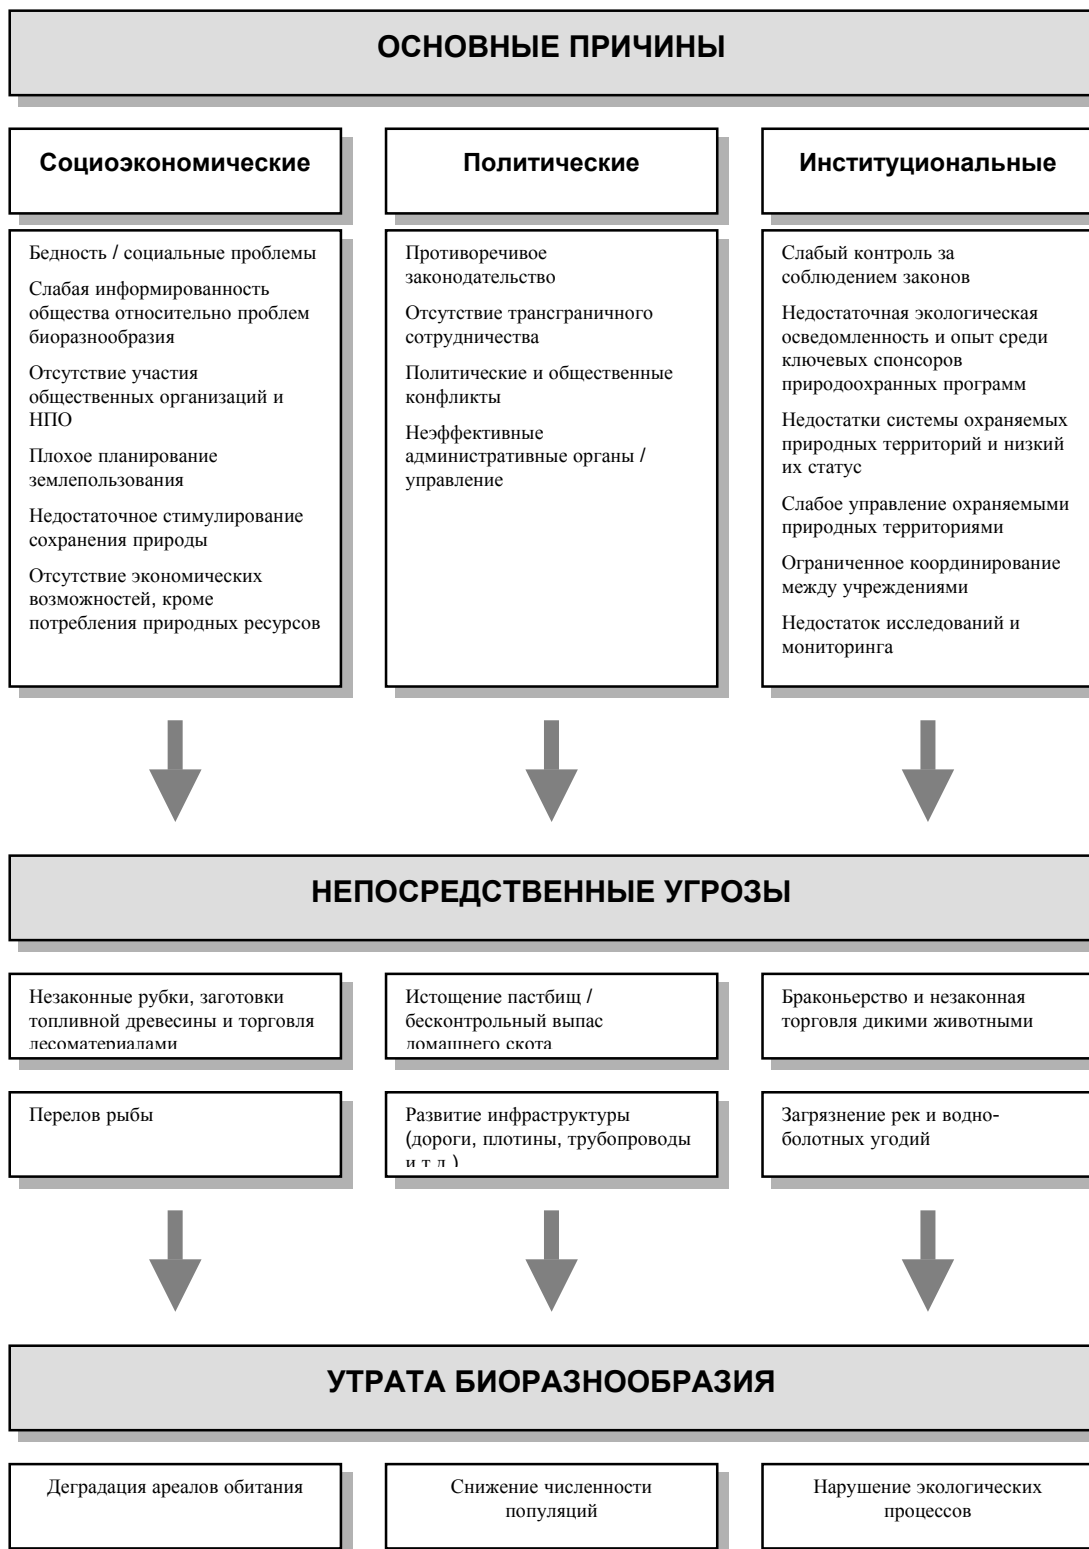 ОСНОВНЫЕ ПРИЧИНЫ
Социоэкономические
Бедность / социальные проблемы
Слабая информированность
общества относительно проблем
биоразнообразия
Отсутствие участия
общественных организаций и
НПО
Плохое планирование
землепользования
Недостаточное стимулирование
сохранения природы
Отсутствие экономических
возможностей, кроме
потребления природных ресурсов
Политические
Противоречивое
законодательство
Отсутствие трансграничного
сотрудничества
Политические и общественные
конфликты
Неэффективные
административные органы /
управление
Институциональные
Слабый контроль за
соблюдением законов
Недостаточная экологическая
осведомленность и опыт среди
ключевых спонсоров
природоохранных программ
Недостатки системы охраняемых
природных территорий и низкий
их статус
Слабое управление охраняемыми
природных территориями
Ограниченное координирование
между учреждениями
Недостаток исследований и
мониторинга
НЕПОСРЕДСТВЕННЫЕ УГРОЗЫ
Незаконные рубки, заготовки
топливной древесины и торговля
лесоматериалами
Истощение пастбищ /
бесконтрольный выпас
домашнего скота
Браконьерство и незаконная
торговля дикими животными
Перелов рыбы
Развитие инфраструктуры
(дороги, плотины, трубопроводы
и т.д.)
Загрязнение рек и водно-
болотных угодий
УТРАТА БИОРАЗНООБРАЗИЯ
Деградация ареалов обитания
Снижение численности
популяций
Нарушение экологических
процессов